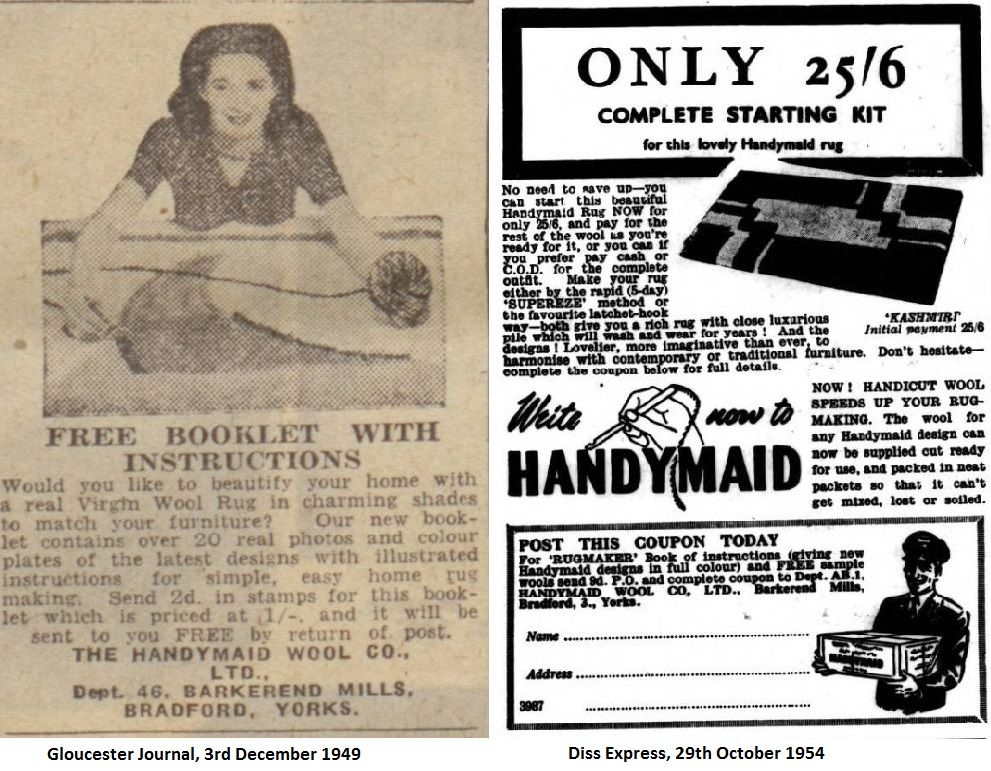 FREE BOOKLET WITH
INSTRUCTIONS
Would you like to beautify your home with
a real Virgin Wool Rug in charming shades
to match your furniture? Our new book-
let contains over 20 real photos and colour
plates of the latest designs with illustrated
instructions for simple, easy home rug
making. Send 2d. in stamps for this book-
let which is priced at 1/-, and it will be
sent to you FREE by return of post.
THE HANDYMAID WOOL CO.,
LTD.,
Dept. 46, BARKEREND MILLS,
BRADFORD, YORKS.
Gloucester Journal, 3rd December 1949
ONLY 25/6
COMPLETE STARTING KIT
for this lovely Handymaid rug
No need to save up—you
can start this beautiful
Handymaid Rug NOW for
only 25/6, and pay for the
rest of the wool as you're
ready for it, or you can if
you prefer pay cash or
C.O.D. for the complete
outfit. Make your rug
either by the rapid (5-day)
'SUPEREZE' method or
the favourite latchet-hook
way—both give you a rich rug with close luxurious
pile which will wash and wear for years! And the
designs! Lovelier, more imaginative than ever, to
harmonise with contemporary or traditional furniture. Don't hesitate—
complete the coupon below for full details.
'KASHMIRI'
Initial payment 25/6
Write now to
HANDYMAID
NOW! HANDICUT WOOL
SPEEDS UP YOUR RUG-
MAKING. The wool for
any Handymaid design can
now be supplied cut ready
for use, and packed in neat
packets so that it can't
get mixed, lost or soiled.
POST THIS COUPON TODAY
For 'RUGMAKER' Book of instructions (giving new
Handymaid designs in full colour) and FREE sample
wools send 9d. P.O. and complete coupon to Dept. AB.1,
HANDYMAID WOOL CO., LTD., Barkerend Mills,
Bradford, 3., Yorks.
Name
Address
3987
HANDYMAID
Diss Express, 29th October 1954